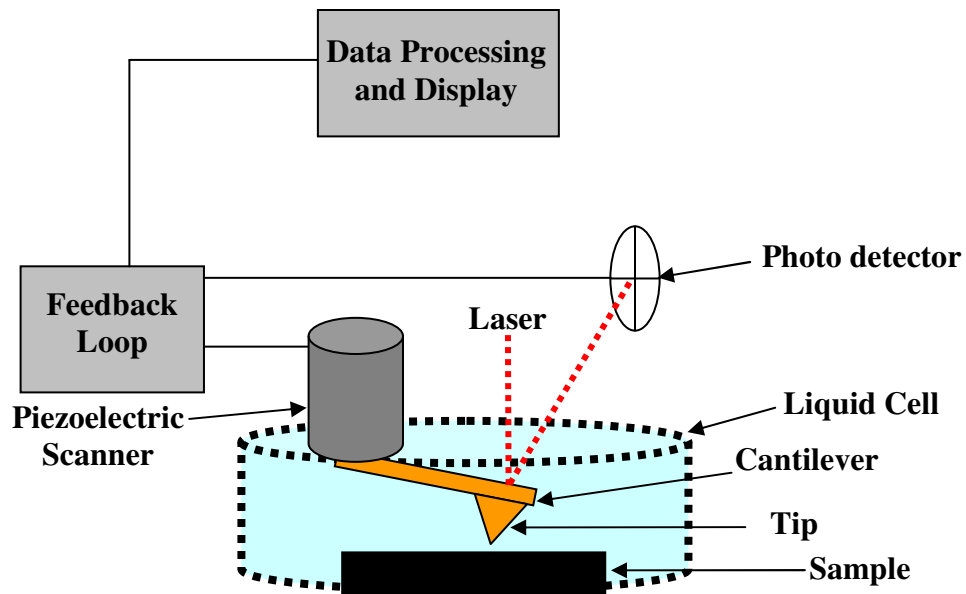 Data Processing
and Display
Photo detector
Feedback
Loop
Laser
Piezoelectric
Scanner
Liquid Cell
Cantilever
Tip
Sample